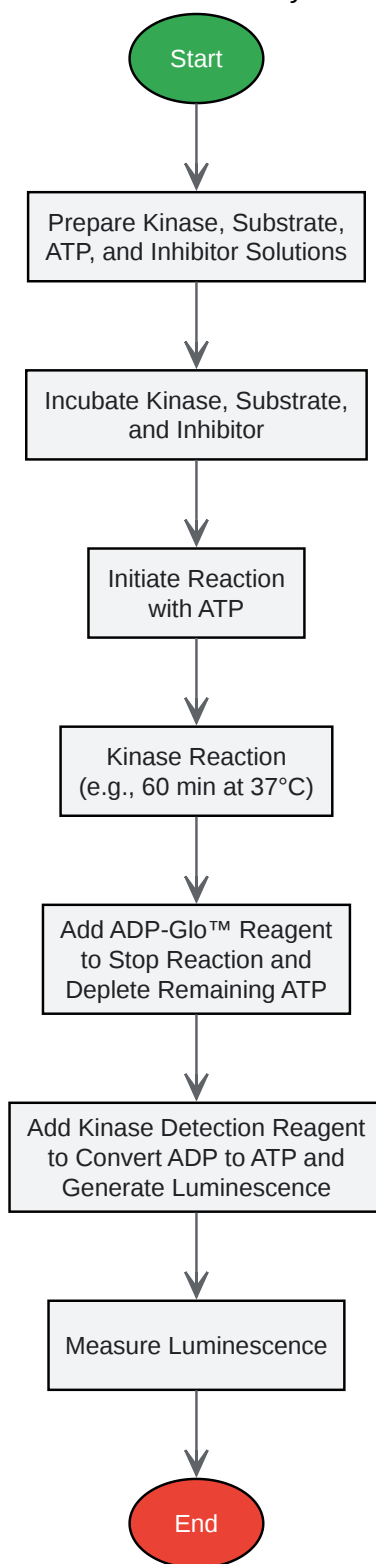 Start
Prepare Kinase, Substrate,
ATP, and Inhibitor Solutions
Incubate Kinase, Substrate,
and Inhibitor
Initiate Reaction
with ATP
Kinase Reaction
(e.g., 60 min at 37°C)
Add ADP-Glo™ Reagent
to Stop Reaction and
Deplete Remaining ATP
Add Kinase Detection Reagent
to Convert ADP to ATP and
Generate Luminescence
Measure Luminescence
End